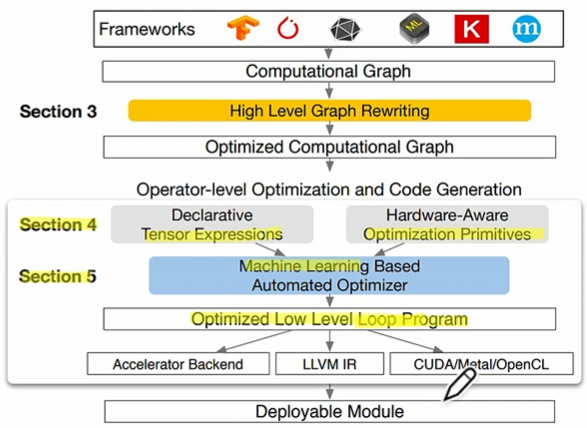 Frameworks
ML
K
m
Computational Graph
Section 3
High Level Graph Rewriting
Optimized Computational Graph
Operator-level Optimization and Code Generation
Section 4
Declarative
Tensor Expressions
Hardware-Aware
Optimization Primitives
Section 5
Machine Learning Based
Automated Optimizer
Optimized Low Level Loop Program
Accelerator Backend
LLVM IR
CUDA/Metal/OpenCL
Deployable Module